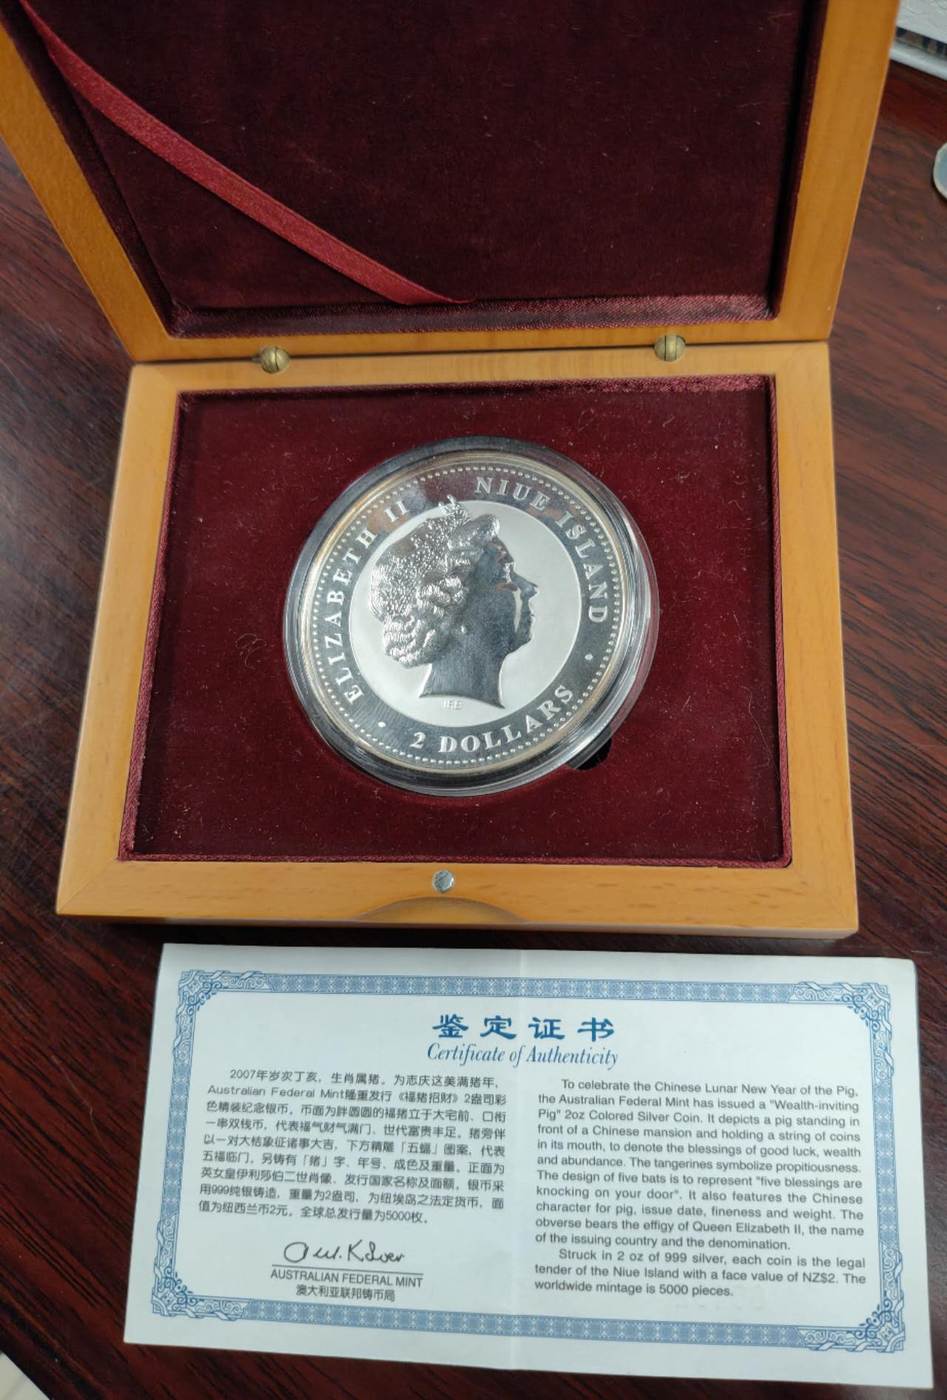 ELIZABETH II
NIUE ISLAND
2 DOLLARS
鉴定证书
Certificate of Authenticity
2007年岁次丁亥，生肖属猪。为志庆这美满猪年，
Australian Federal Mint隆重发行《福猪招财》2盎司彩
色精装纪念银币。币面为胖圆圆的福猪立于大宅前、口衔
一串双钱币，代表福气财气满门、世代富贵丰足。猪旁伴
以一对大桔象征诸事大吉，下方精雕「五蝠」图案，代表
五福临门，另铸有「猪」字、年号、成色及重量。正面为
英女皇伊利莎伯二世肖像、发行国家名称及面额。银币采
用999纯银铸造，重量为2盎司，为纽埃岛之法定货币，面
值为纽西兰币2元。全球总发行量为5000枚。
AUSTRALIAN FEDERAL MINT
澳大利亚联邦铸币局
To celebrate the Chinese Lunar New Year of the Pig,
the Australian Federal Mint has issued a "Wealth-inviting
Pig" 2oz Colored Silver Coin. It depicts a pig standing in
front of a Chinese mansion and holding a string of coins
in its mouth, to denote the blessings of good luck, wealth
and abundance. The tangerines symbolize propitiousness.
The design of five bats is to represent "five blessings are
knocking on your door". It also features the Chinese
character for pig, issue date, fineness and weight. The
obverse bears the effigy of Queen Elizabeth II, the name
of the issuing country and the denomination.
Struck in 2 oz of 999 silver, each coin is the legal
tender of the Niue Island with a face value of NZ$2. The
worldwide mintage is 5000 pieces.